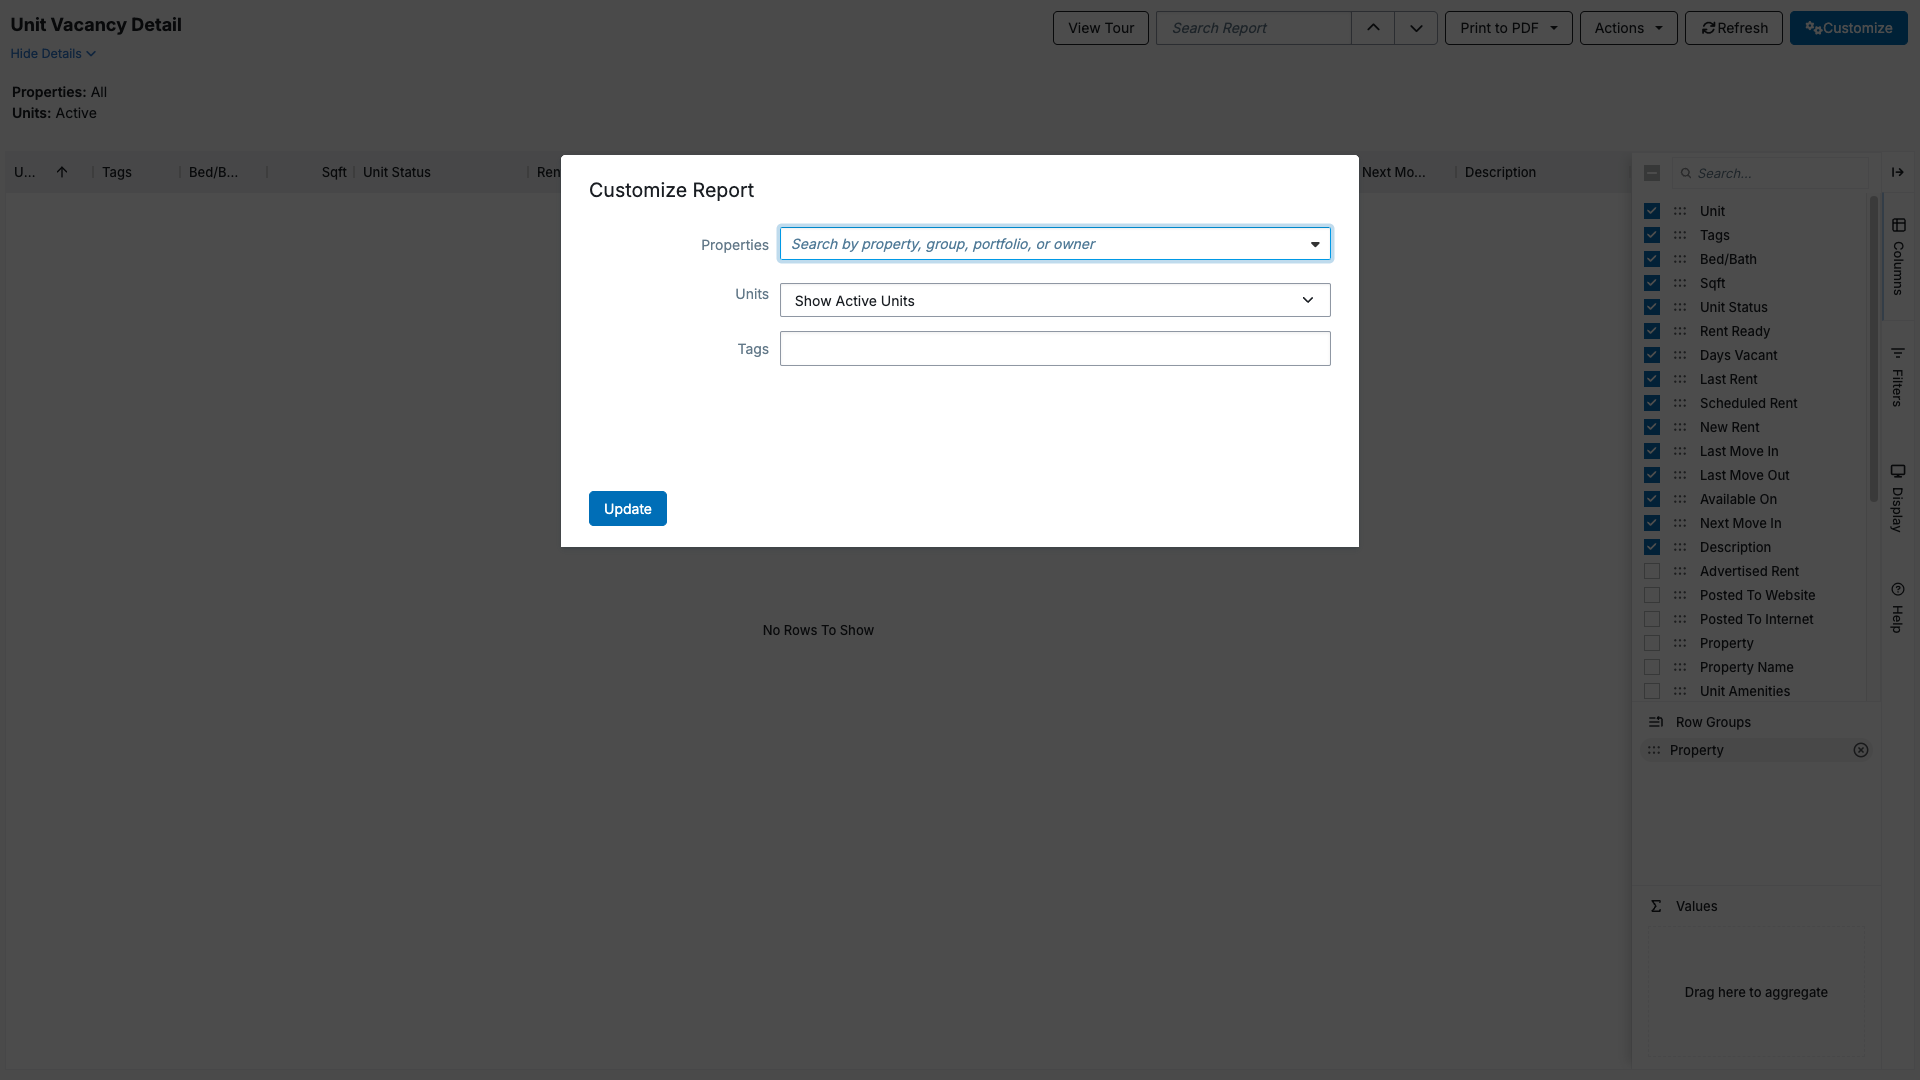 Unit Vacancy Detail
View Tour
Search Report
Print to PDF
Actions
Refresh
Customize
Hide Details
Properties: All
Units: Active
U...
Tags
Bed/B...
Sqft
Unit Status
Ren
Next Mo...
Description
Customize Report
Properties
Search by property, group, portfolio, or owner
Units
Show Active Units
Tags
Update
No Rows To Show
Search...
Unit
Tags
Bed/Bath
Sqft
Unit Status
Rent Ready
Days Vacant
Last Rent
Scheduled Rent
New Rent
Last Move In
Last Move Out
Available On
Next Move In
Description
Advertised Rent
Posted To Website
Posted To Internet
Property
Property Name
Unit Amenities
Row Groups
Property
Values
Drag here to aggregate
Columns
Filters
Display
Help